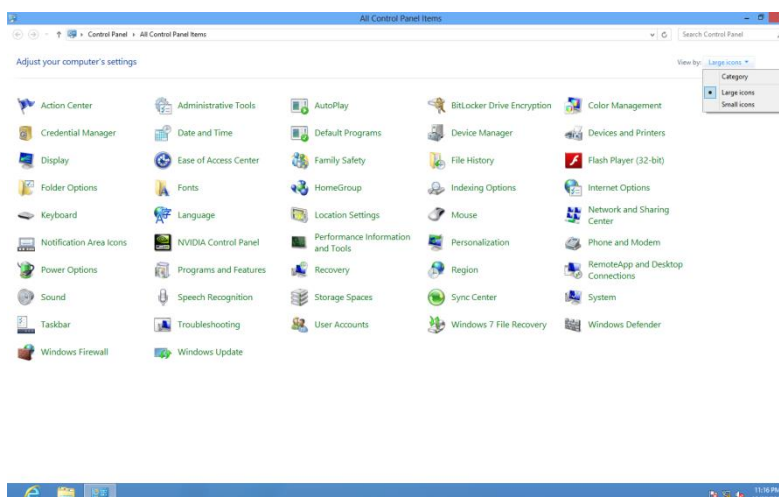 All Control Panel Items
Control Panel All Control Panel Items
Search Control Panel
Adjust your computer's settings
View by: Large icons
Category
Large icons
Small icons
Action Center
Administrative Tools
AutoPlay
BitLocker Drive Encryption
Color Management
Credential Manager
Date and Time
Default Programs
Device Manager
Devices and Printers
Display
Ease of Access Center
Family Safety
File History
Flash Player (32-bit)
Folder Options
Fonts
HomeGroup
Indexing Options
Internet Options
Keyboard
Language
Location Settings
Mouse
Network and Sharing
Center
Notification Area Icons
NVIDIA Control Panel
Performance Information
and Tools
Personalization
Phone and Modem
Power Options
Programs and Features
Recovery
Region
RemoteApp and Desktop
Connections
Sound
Speech Recognition
Storage Spaces
Sync Center
System
Taskbar
Troubleshooting
User Accounts
Windows 7 File Recovery
Windows Defender
Windows Firewall
Windows Update
11:16 PM